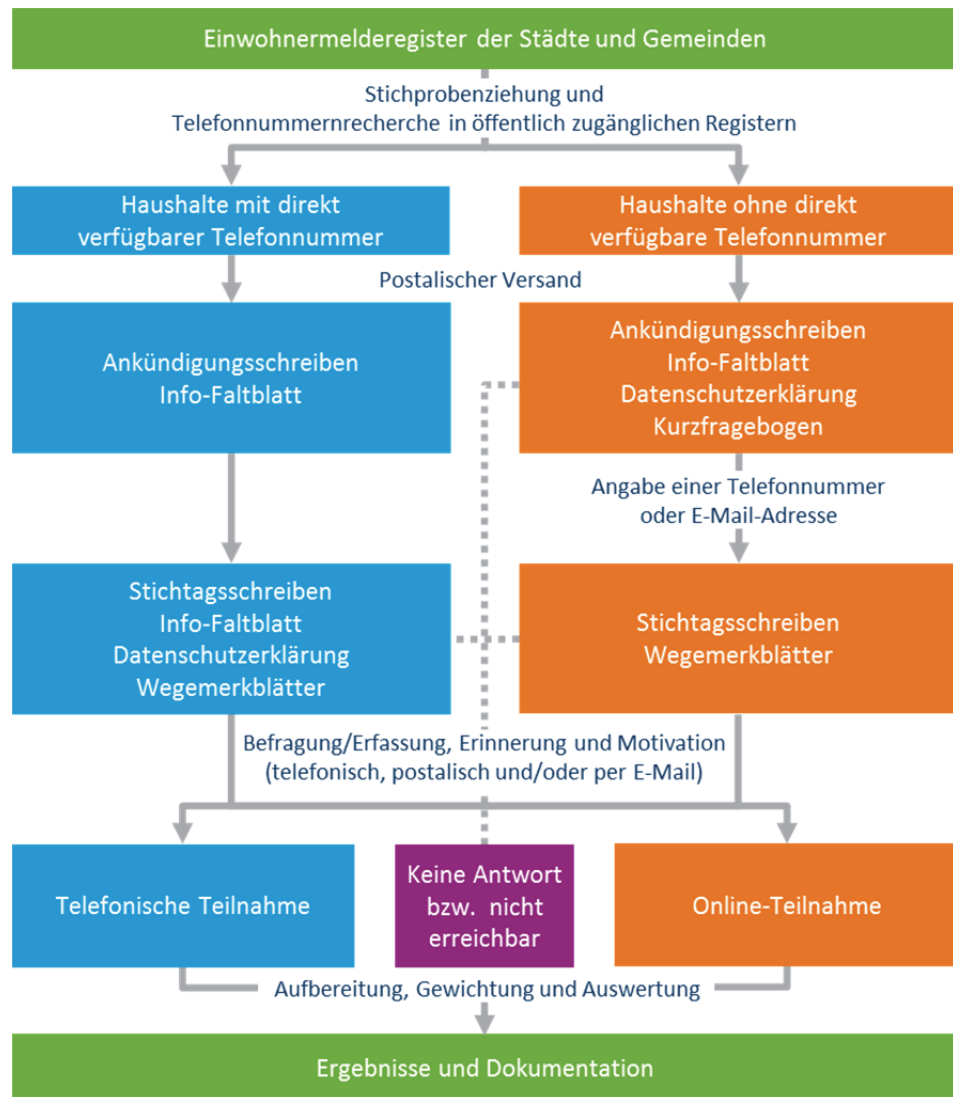 Einwohnermelderegister der Städte und Gemeinden
Stichprobenziehung und
Telefonnummernrecherche in öffentlich zugänglichen Registern
Haushalte mit direkt
verfügbarer Telefonnummer
Haushalte ohne direkt
verfügbare Telefonnummer
Postalischer Versand
Ankündigungsschreiben
Info-Faltblatt
Ankündigungsschreiben
Info-Faltblatt
Datenschutzerklärung
Kurzfragebogen
Angabe einer Telefonnummer
oder E-Mail-Adresse
Stichtagsschreiben
Info-Faltblatt
Datenschutzerklärung
Wegemerkblätter
Stichtagsschreiben
Wegemerkblätter
Befragung/Erfassung, Erinnerung und Motivation
(telefonisch, postalisch und/oder per E-Mail)
Telefonische Teilnahme
Keine Antwort
bzw. nicht
erreichbar
Online-Teilnahme
Aufbereitung, Gewichtung und Auswertung
Ergebnisse und Dokumentation